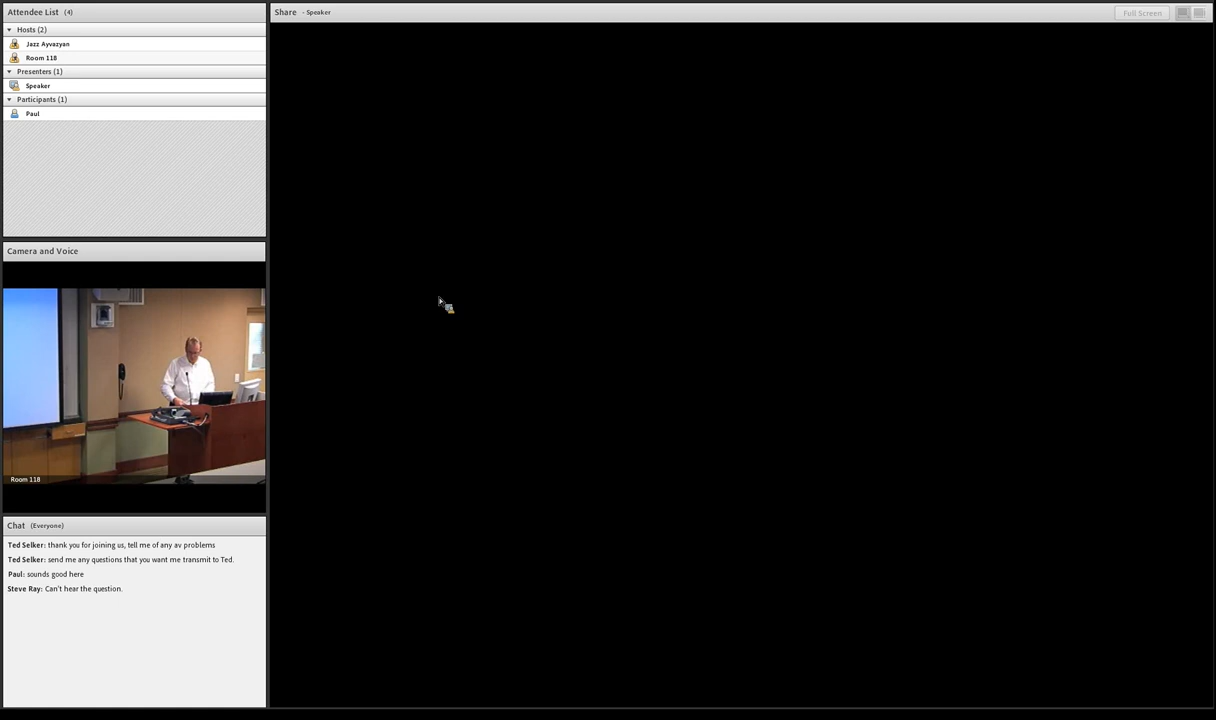 Attendee List (4)
Hosts (2)
Jazz Ayvazyan
Room 118
Presenters (1)
Speaker
Participants (1)
Paul
Camera and Voice
Room 118
Chat (Everyone)
Ted Selker: thank you for joining us, tell me of any av problems
Ted Selker: send me any questions that you want me transmit to Ted.
Paul: sounds good here
Steve Ray: Can't hear the question.
Share - Speaker
Full Screen